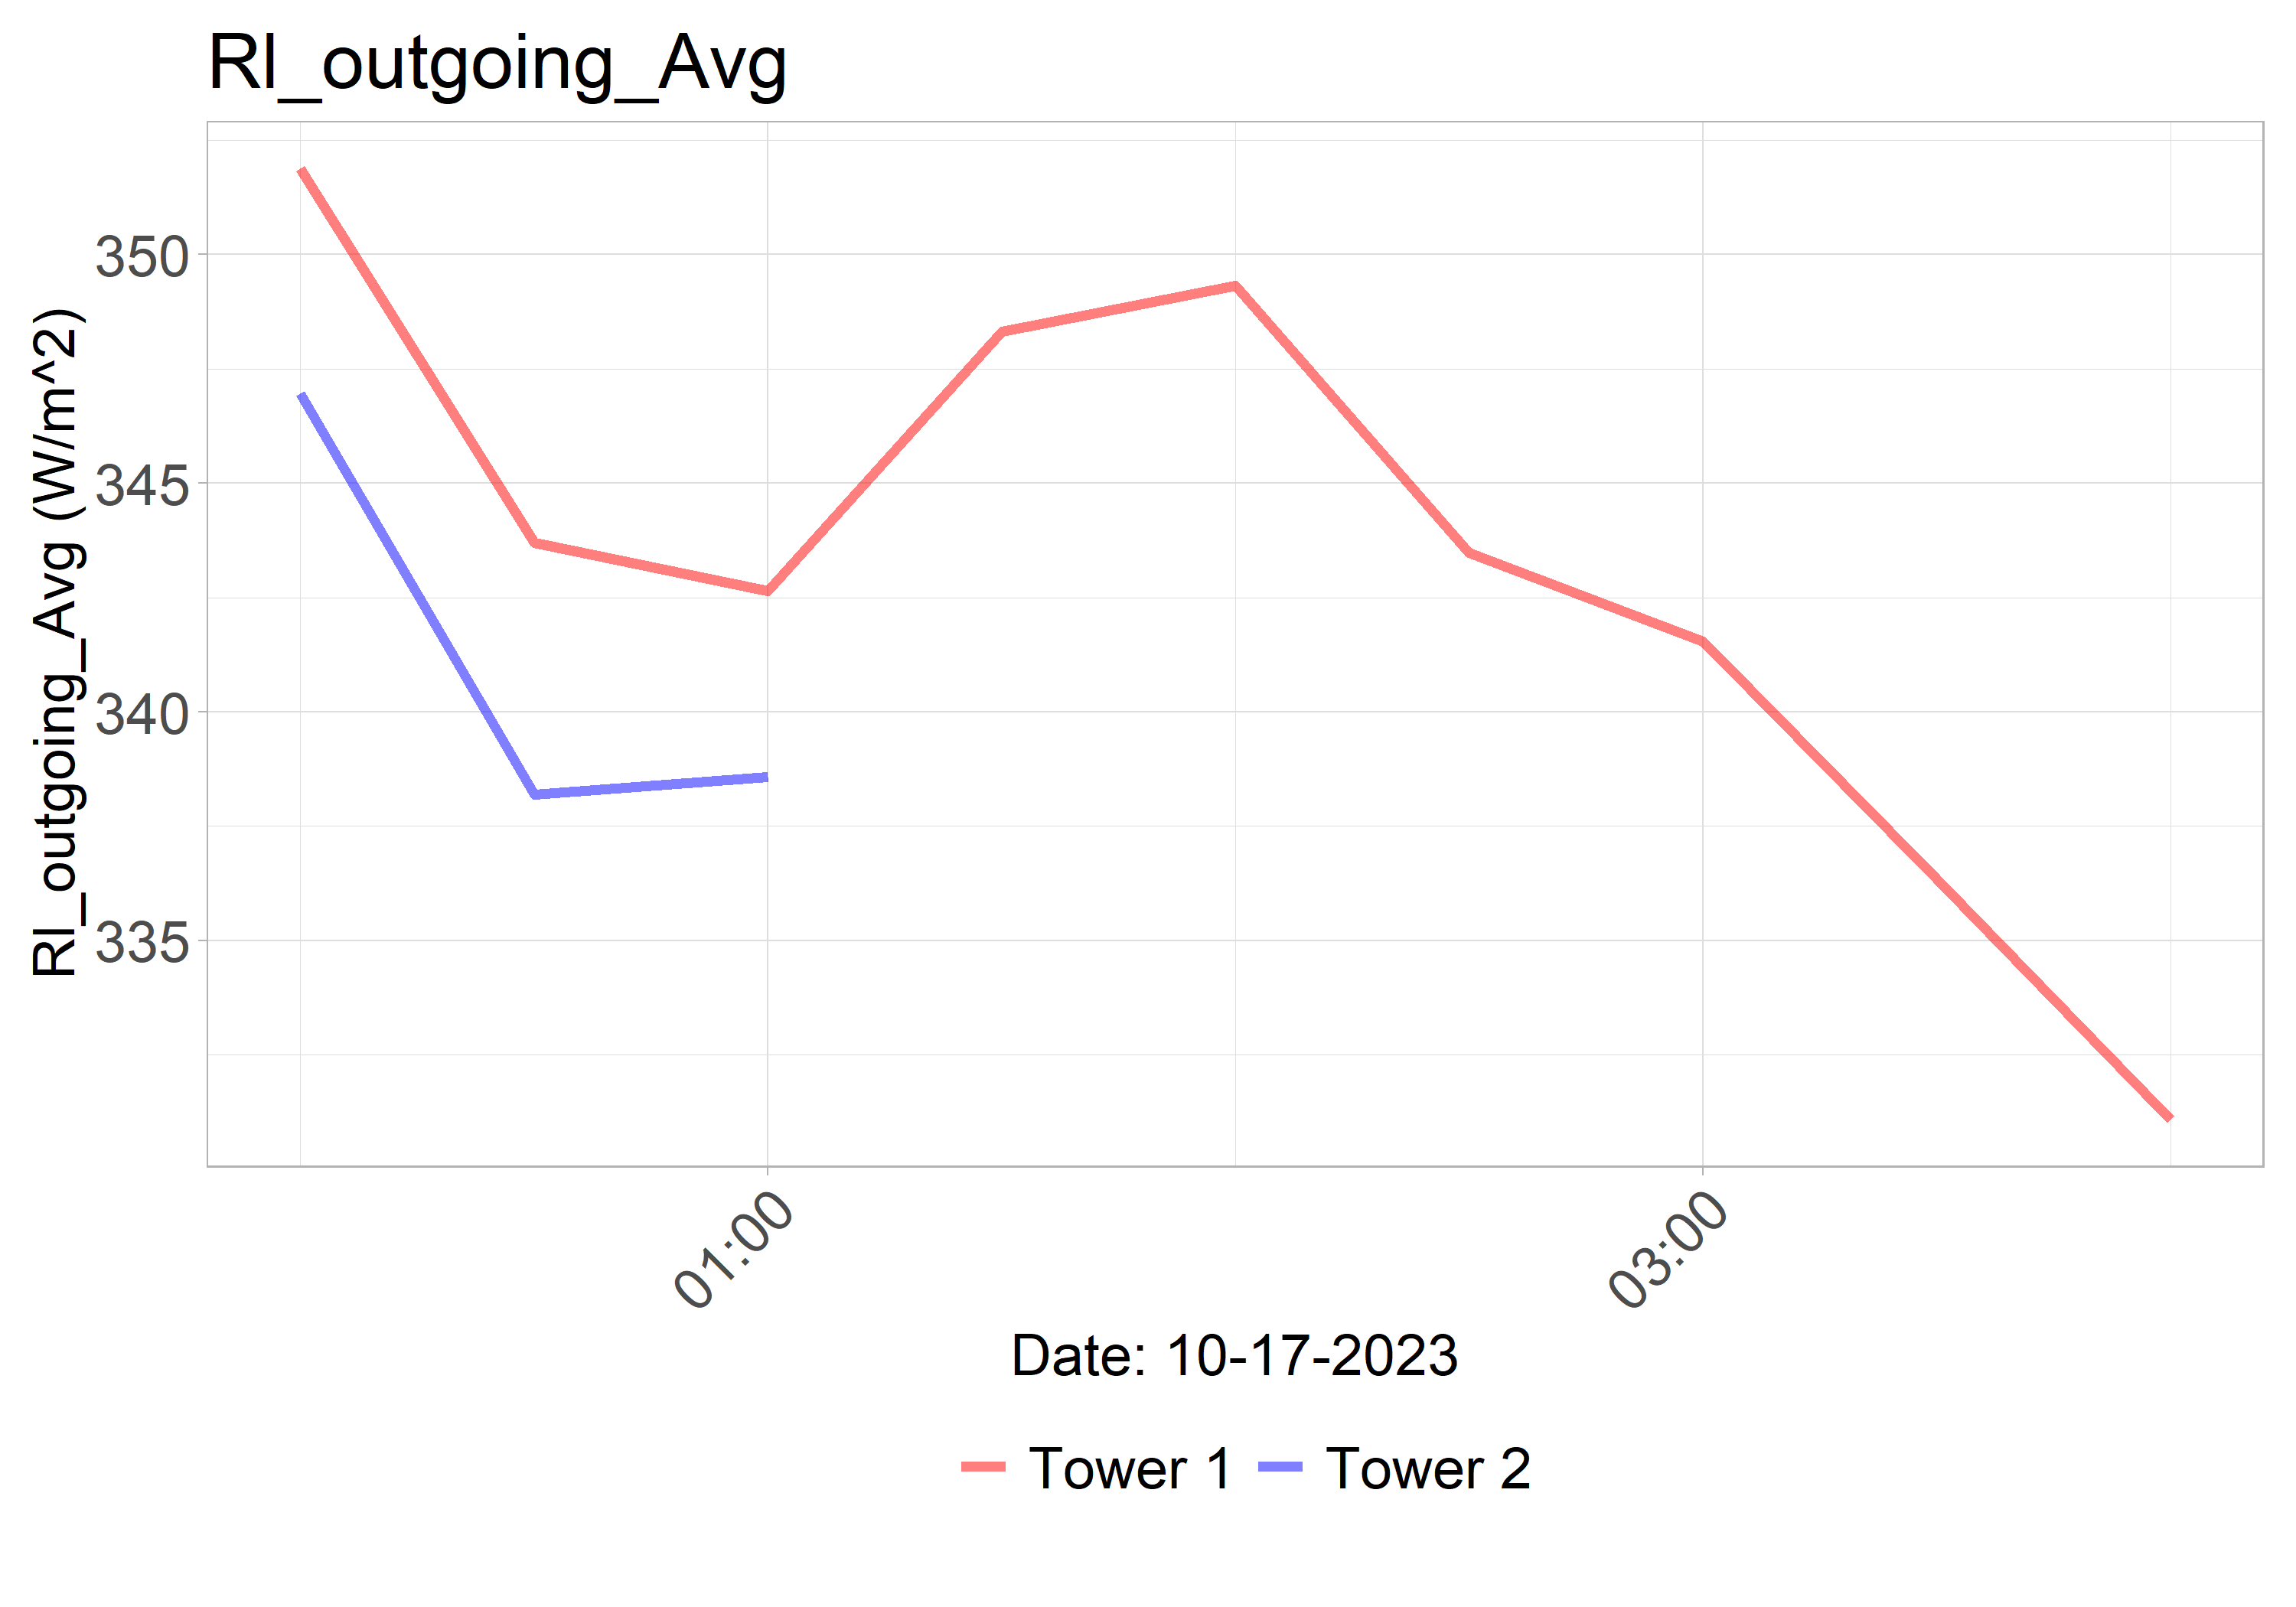 Rl_outgoing_Avg
Rl_outgoing_Avg (W/m^2)
350
345
340
335
01:00
03:00
Date: 10-17-2023
Tower 1
Tower 2